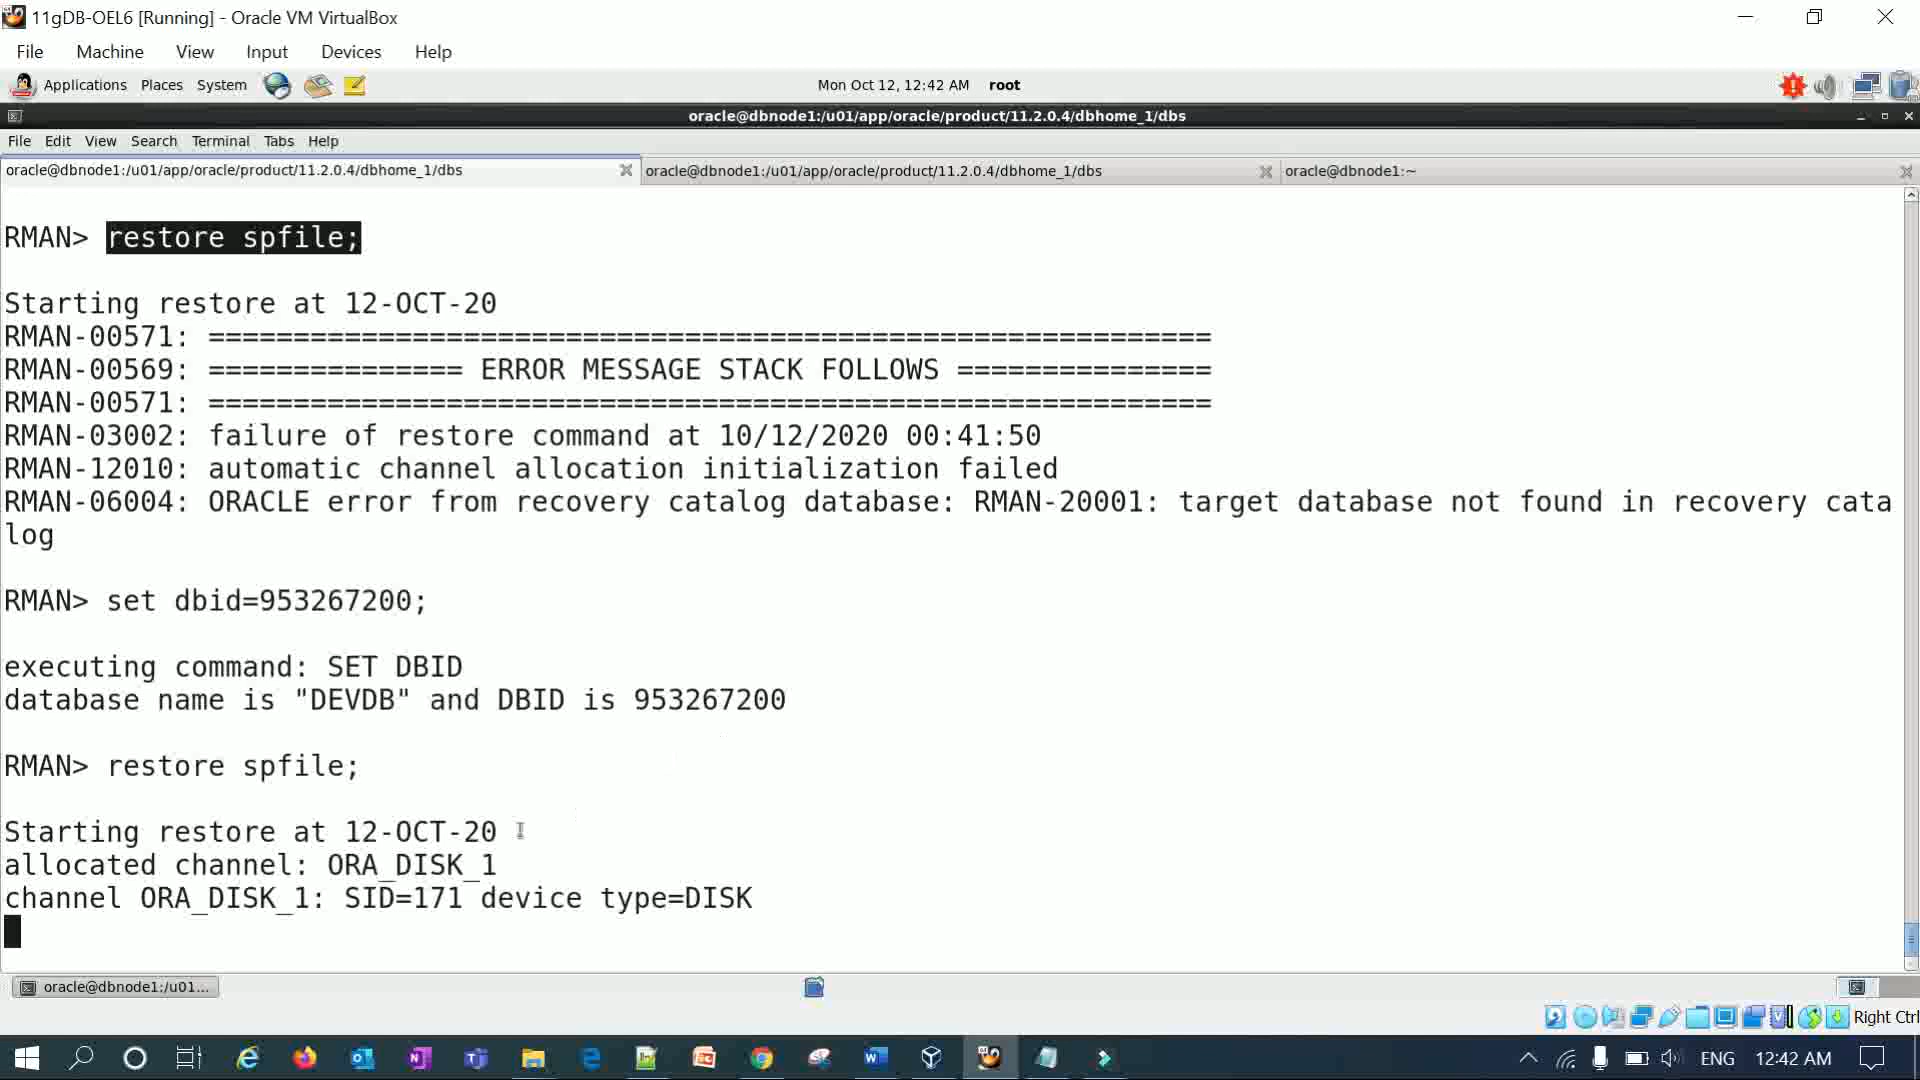 11gDB-OEL6 [Running] - Oracle VM VirtualBox
File Machine View Input Devices Help
Applications Places System Mon Oct 12, 12:42 AM root
oracle@dbnode1:/u01/app/oracle/product/11.2.0.4/dbhome_1/dbs
File Edit View Search Terminal Tabs Help
oracle@dbnode1:/u01/app/oracle/product/11.2.0.4/dbhome_1/dbs oracle@dbnode1:/u01/app/oracle/product/11.2.0.4/dbhome_1/dbs oracle@dbnode1:~
RMAN> restore spfile;
Starting restore at 12-OCT-20
RMAN-00571: ===========================================================
RMAN-00569: =============== ERROR MESSAGE STACK FOLLOWS ===============
RMAN-00571: ===========================================================
RMAN-03002: failure of restore command at 10/12/2020 00:41:50
RMAN-12010: automatic channel allocation initialization failed
RMAN-06004: ORACLE error from recovery catalog database: RMAN-20001: target database not found in recovery cata
log
RMAN> set dbid=953267200;
executing command: SET DBID
database name is "DEVDB" and DBID is 953267200
RMAN> restore spfile;
Starting restore at 12-OCT-20
allocated channel: ORA_DISK_1
channel ORA_DISK_1: SID=171 device type=DISK
oracle@dbnode1:/u01...
Right Ctrl
ENG 12:42 AM